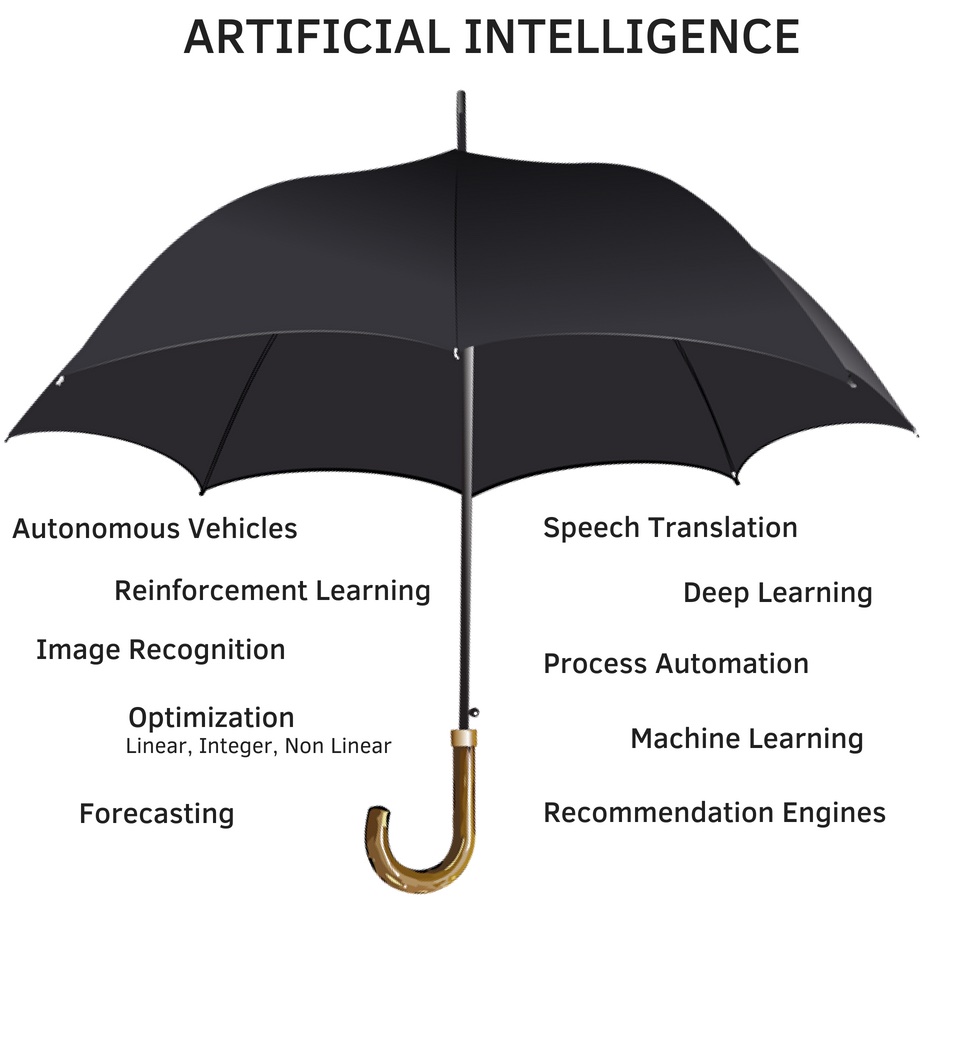 ARTIFICIAL INTELLIGENCE
Autonomous Vehicles
Speech Translation
Reinforcement Learning
Deep Learning
Image Recognition
Process Automation
Optimization
Linear, Integer, Non Linear
Machine Learning
Forecasting
Recommendation Engines